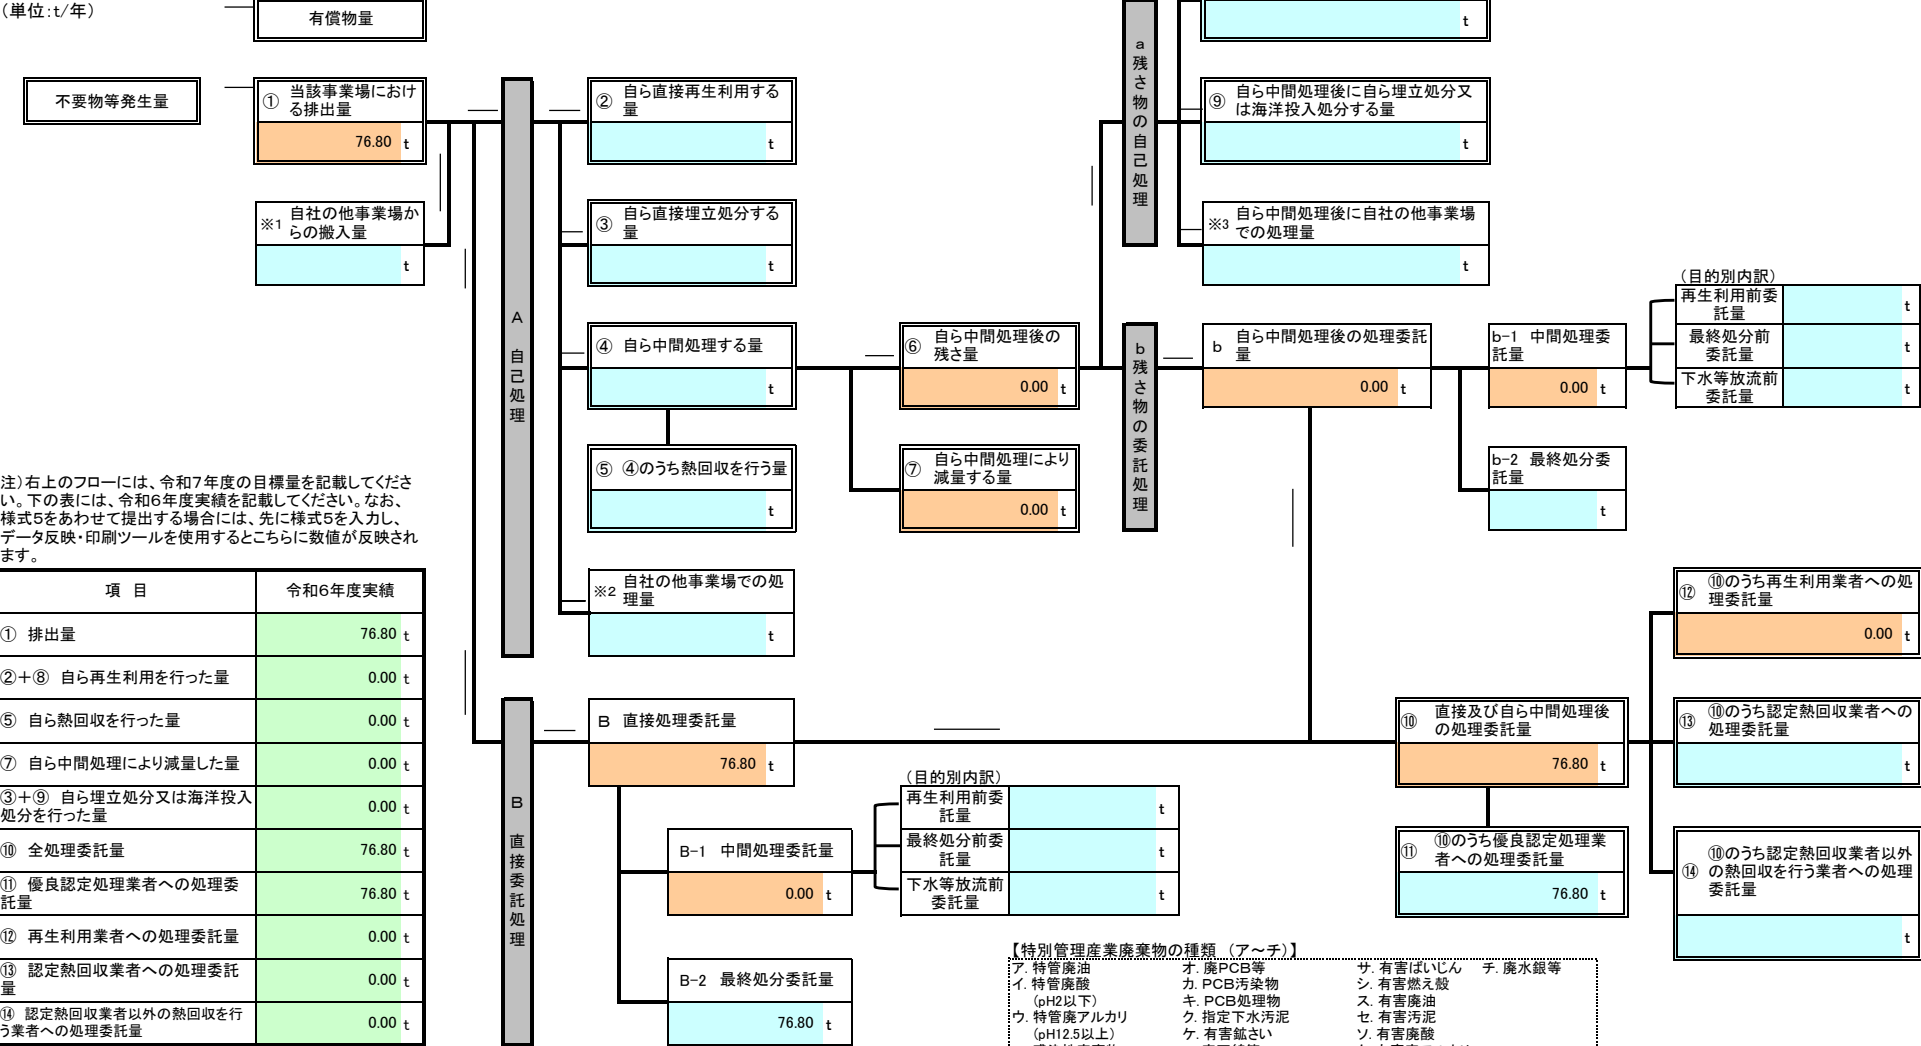 （単位:t/年）
有償物量
t
不要物等発生量
① 当該事業場におけ
る排出量
76.80 t
※1 自社の他事業場か
らの搬入量
t
A 自己処理
② 自ら直接再生利用する
量
t
③ 自ら直接埋立処分する
量
t
④ 自ら中間処理する量
t
⑤ ④のうち熱回収を行う量
t
※2 自社の他事業場での処
理量
t
⑥ 自ら中間処理後の
残さ量
0.00 t
⑦ 自ら中間処理により
減量する量
0.00 t
a 残さ物の自己処理
⑨ 自ら中間処理後に自ら埋立処分又
は海洋投入処分する量
t
※3 自ら中間処理後に自社の他事業場
での処理量
t
b 残さ物の委託処理
b 自ら中間処理後の処理委託
量
0.00 t
b-1 中間処理委
託量
0.00 t
b-2 最終処分委
託量
t
（目的別内訳）
再生利用前委
託量
t
最終処分前
委託量
t
下水等放流前
委託量
t
注）右上のフローには、令和７年度の目標量を記載してくださ
い。下の表には、令和６年度実績を記載してください。なお、
様式５をあわせて提出する場合には、先に様式５を入力し、
データ反映・印刷ツールを使用するとこちらに数値が反映され
ます。
項 目 令和６年度実績
① 排出量 76.80 t
②＋⑧ 自ら再生利用を行った量 0.00 t
⑤ 自ら熱回収を行った量 0.00 t
⑦ 自ら中間処理により減量した量 0.00 t
③＋⑨ 自ら埋立処分又は海洋投入
処分を行った量 0.00 t
⑩ 全処理委託量 76.80 t
⑪ 優良認定処理業者への処理委
託量 76.80 t
⑫ 再生利用業者への処理委託量 0.00 t
⑬ 認定熱回収業者への処理委託
量 0.00 t
⑭ 認定熱回収業者以外の熱回収を行
う業者への処理委託量 0.00 t
B 直接委託処理
B 直接処理委託量
76.80 t
B-1 中間処理委託量
0.00 t
B-2 最終処分委託量
76.80 t
（目的別内訳）
再生利用前委
託量
t
最終処分前委
託量
t
下水等放流前
委託量
t
⑩ 直接及び自ら中間処理後
の処理委託量
76.80 t
⑪ ⑩のうち優良認定処理業
者への処理委託量
76.80 t
⑫ ⑩のうち再生利用業者への処
理委託量
0.00 t
⑬ ⑩のうち認定熱回収業者への
処理委託量
t
⑭ ⑩のうち認定熱回収業者以外
の熱回収を行う業者への処理
委託量
t
【特別管理産業廃棄物の種類 （ア～チ）】
ア. 特管廃油 オ. 廃PCB等 サ. 有害ばいじん チ. 廃水銀等
イ. 特管廃酸 カ. PCB汚染物 シ. 有害燃え殻
（pH2以下） キ. PCB処理物 ス. 有害廃油
ウ. 特管廃アルカリ ク. 指定下水汚泥 セ. 有害汚泥
（pH12.5以上） ケ. 有害鉱さい ソ. 有害廃酸